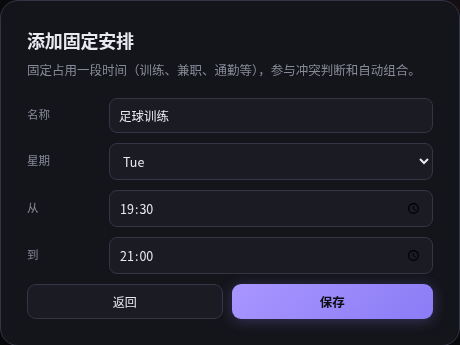 添加固定安排
固定占用一段时间（训练、兼职、通勤等），参与冲突判断和自动组合。
名称
足球训练
星期
Tue
从
19:30
到
21:00
返回
保存